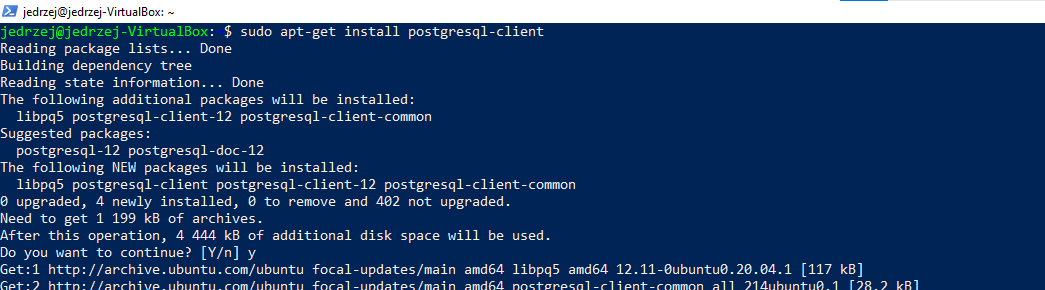 jedrzej@jedrzej-VirtualBox: ~
jedrzej@jedrzej-VirtualBox:~$ sudo apt-get install postgresql-client
Reading package lists... Done
Building dependency tree
Reading state information... Done
The following additional packages will be installed:
  libpq5 postgresql-client-12 postgresql-client-common
Suggested packages:
  postgresql-12 postgresql-doc-12
The following NEW packages will be installed:
  libpq5 postgresql-client postgresql-client-12 postgresql-client-common
0 upgraded, 4 newly installed, 0 to remove and 402 not upgraded.
Need to get 1 199 kB of archives.
After this operation, 4 444 kB of additional disk space will be used.
Do you want to continue? [Y/n] y
Get:1 http://archive.ubuntu.com/ubuntu focal-updates/main amd64 libpq5 amd64 12.11-0ubuntu0.20.04.1 [117 kB]
Get:2 http://archive.ubuntu.com/ubuntu focal-updates/main amd64 postgresql-client-common all 214ubuntu0.1 [28.2 kB]